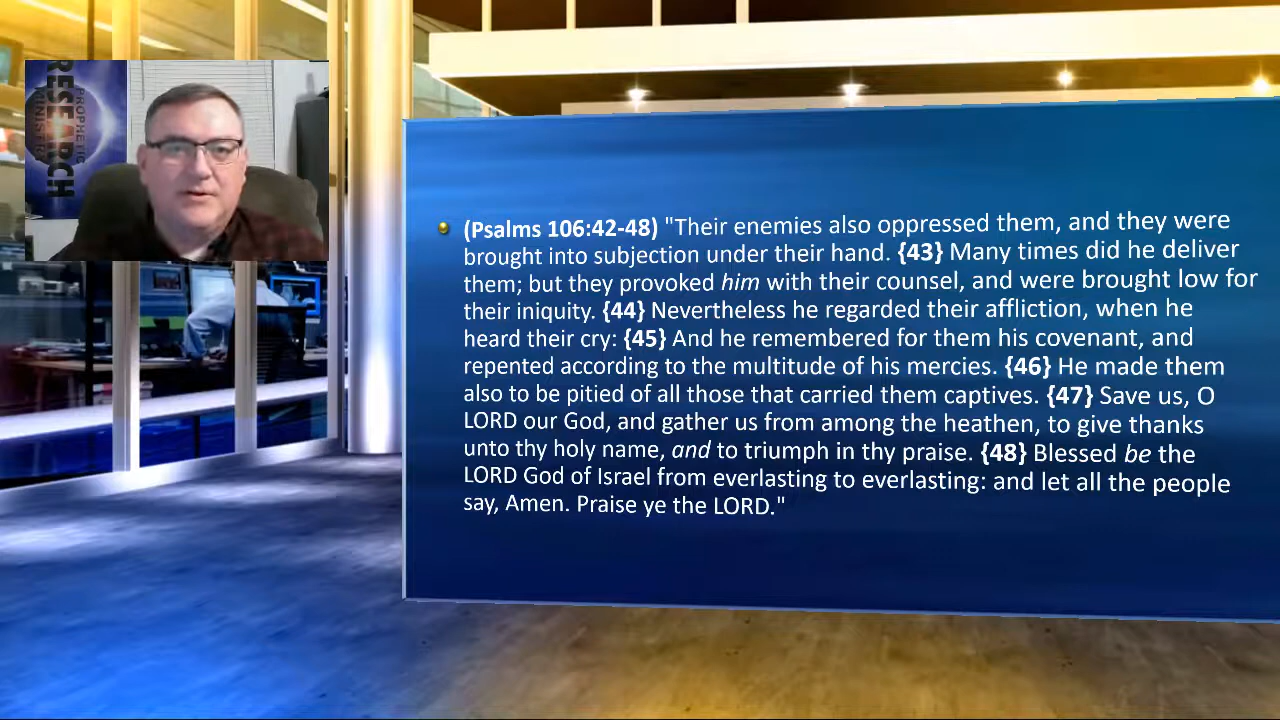 RESEARCH
PROPHETIC
MINISTR
(Psalms 106:42-48) "Their enemies also oppressed them, and they were
brought into subjection under their hand. {43} Many times did he deliver
them; but they provoked him with their counsel, and were brought low for
their iniquity. {44} Nevertheless he regarded their affliction, when he
heard their cry: {45} And he remembered for them his covenant, and
repented according to the multitude of his mercies. {46} He made them
also to be pitied of all those that carried them captives. {47} Save us, O
LORD our God, and gather us from among the heathen, to give thanks
unto thy holy name, and to triumph in thy praise. {48} Blessed be the
LORD God of Israel from everlasting to everlasting: and let all the people
say, Amen. Praise ye the LORD."